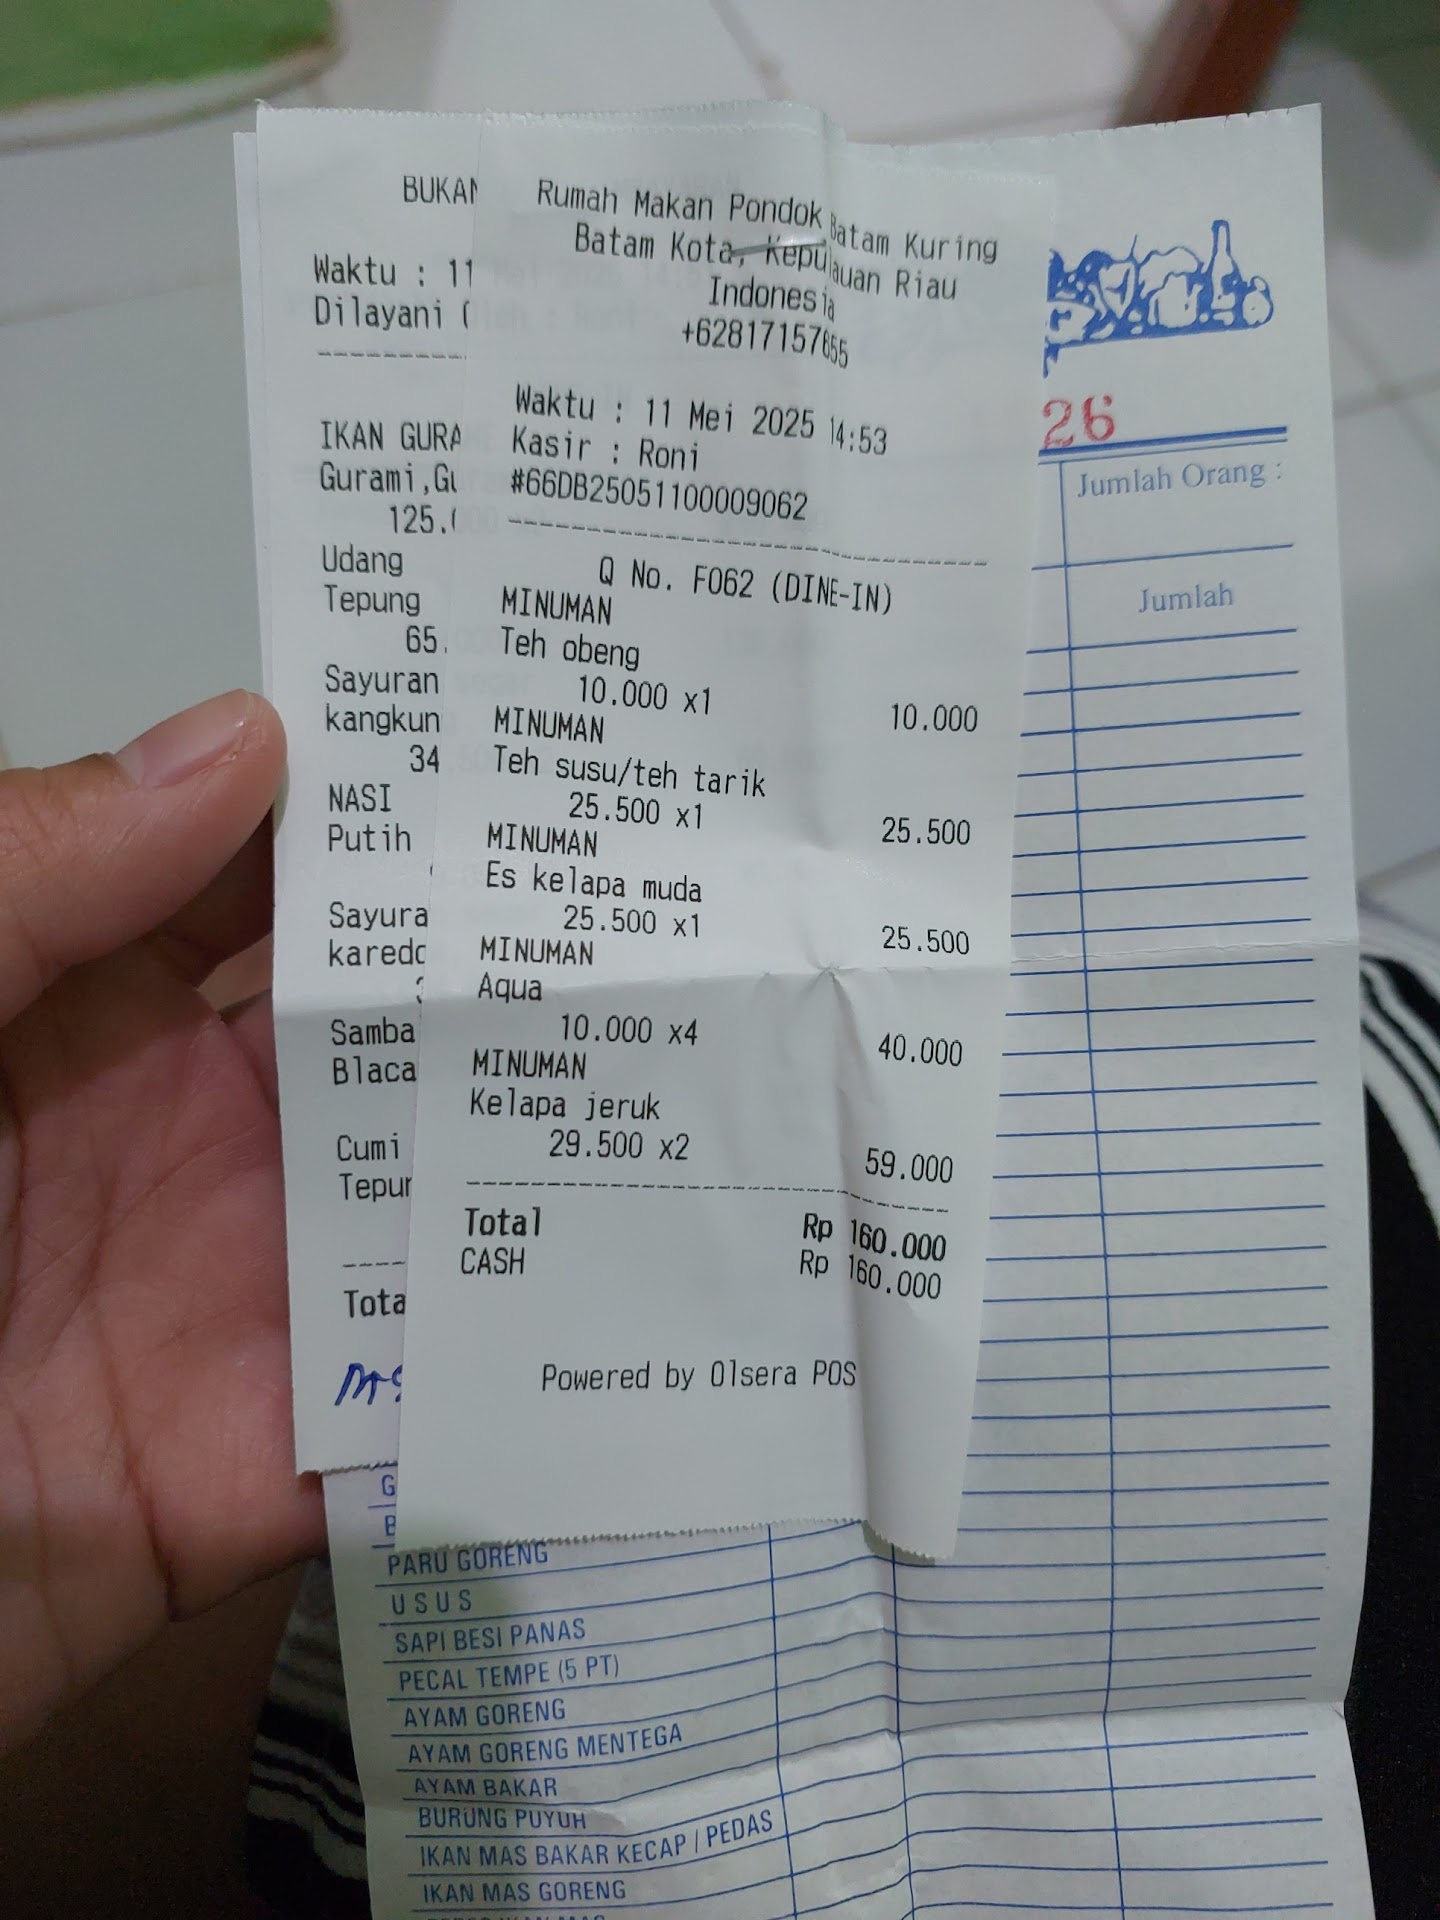 Rumah Makan Pondok Batam Kuring
Batam Kota, Kepulauan Riau
Indonesia
Waktu : 11 Mei 2025 14:53
Kasir : Roni
#66DB25051100009062
Q No. F062 (DINE-IN)
MINUMAN
Teh obeng
10.000 x1 10.000
MINUMAN
Teh susu/teh tarik
25.500 x1 25.500
MINUMAN
Es kelapa muda
25.500 x1 25.500
MINUMAN
Aqua
10.000 x4 40.000
MINUMAN
Kelapa jeruk
29.500 x2 59.000
Total Rp 160.000
CASH Rp 160.000
Powered by Olsera POS
BUKAN
Waktu : 11
Dilayani
IKAN GURA
Gurami,Gu
125.
Udang
Tepung
65.
Sayuran
kangkun
34
NASI
Putih
Sayura
karedo
Samba
Blaca
Cumi
Tepun
Tota
26
Jumlah Orang :
Jumlah
G
B
PARU GORENG
USUS
SAPI BESI PANAS
PECAL TEMPE (5 PT)
AYAM GORENG
AYAM GORENG MENTEGA
AYAM BAKAR
BURUNG PUYUH
IKAN MAS BAKAR KECAP / PEDAS
IKAN MAS GORENG